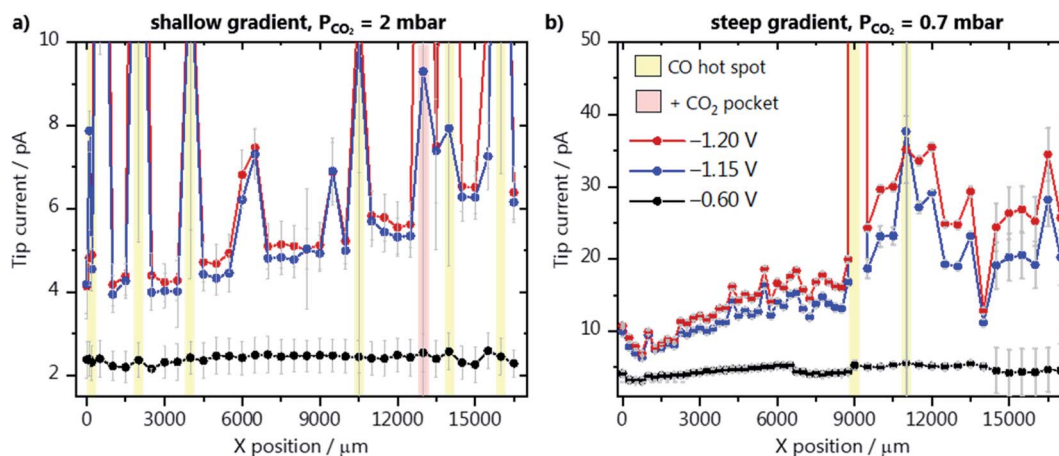 a) shallow gradient, PCO₂ = 2 mbar
10
8
6
4
2
Tip current / pA
0 3000 6000 9000 12000 15000
X position / μm
b) steep gradient, PCO₂ = 0.7 mbar
50
40
30
20
10
Tip current / pA
CO hot spot
+ CO₂ pocket
−1.20 V
−1.15 V
−0.60 V
0 3000 6000 9000 12000 15000
X position / μm